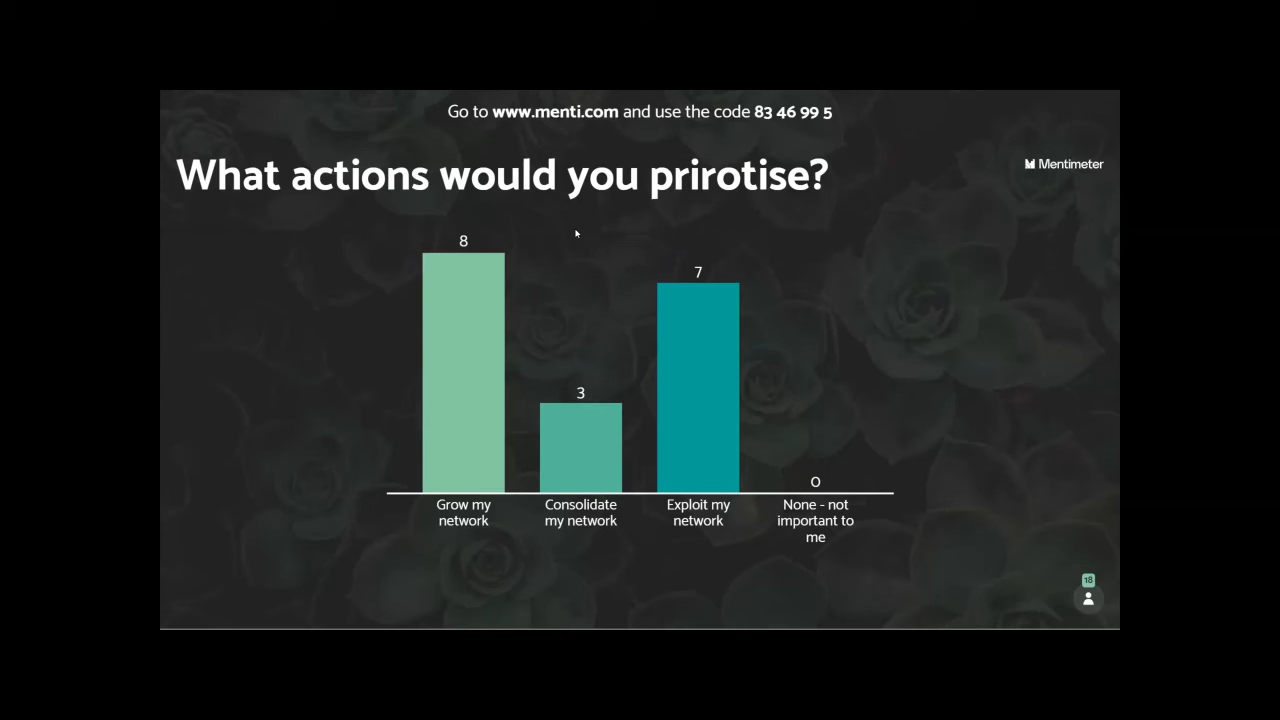 Go to www.menti.com and use the code 83 46 99 5
What actions would you prirotise?
Mentimeter
8
3
7
0
Grow my
network
Consolidate
my network
Exploit my
network
None - not
important to
me
18